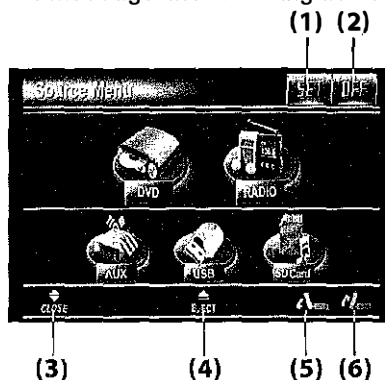 (1) (2)
Source Menu SET OFF
DVD RADIO
AUX USB SD Card
CLOSE EJECT
(3) (4) (5) (6)